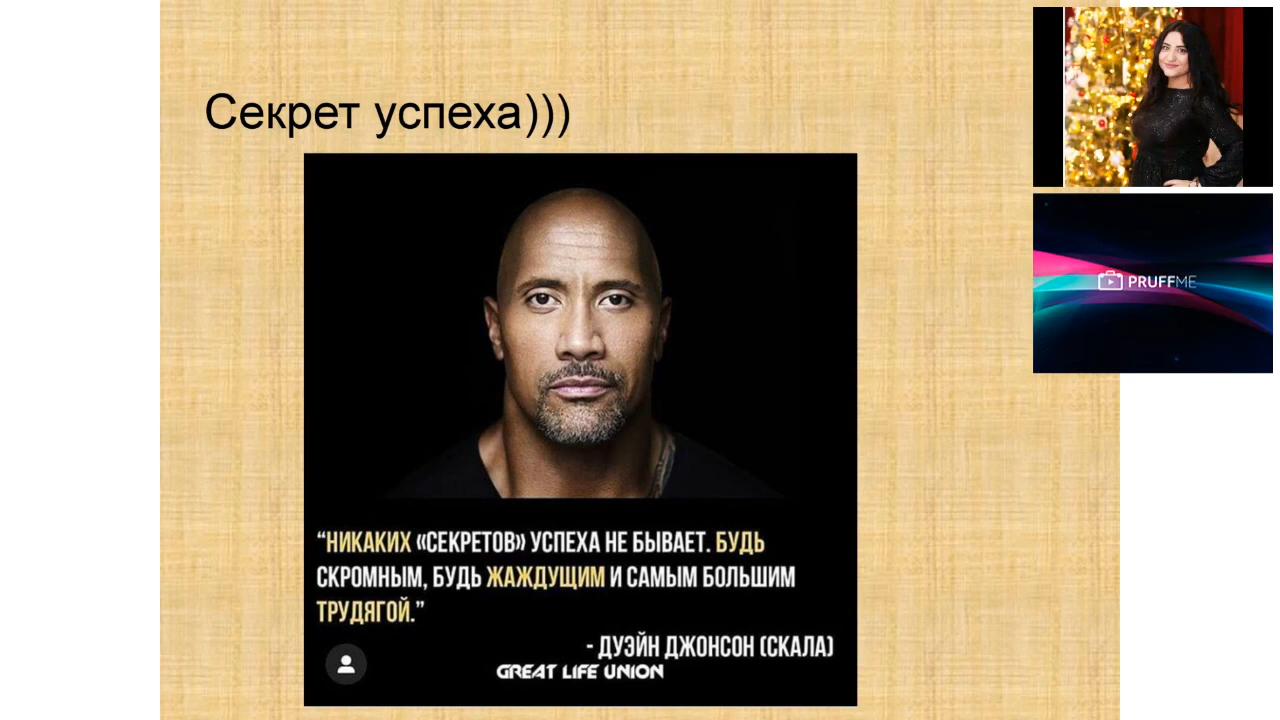 Секрет успеха)))
“НИКАКИХ «СЕКРЕТОВ» УСПЕХА НЕ БЫВАЕТ. БУДЬ
СКРОМНЫМ, БУДЬ ЖАЖДУЩИМ И САМЫМ БОЛЬШИМ
ТРУДЯГОЙ.”
- ДУЭЙН ДЖОНСОН (СКАЛА)
GREAT LIFE UNION
PRUFFME